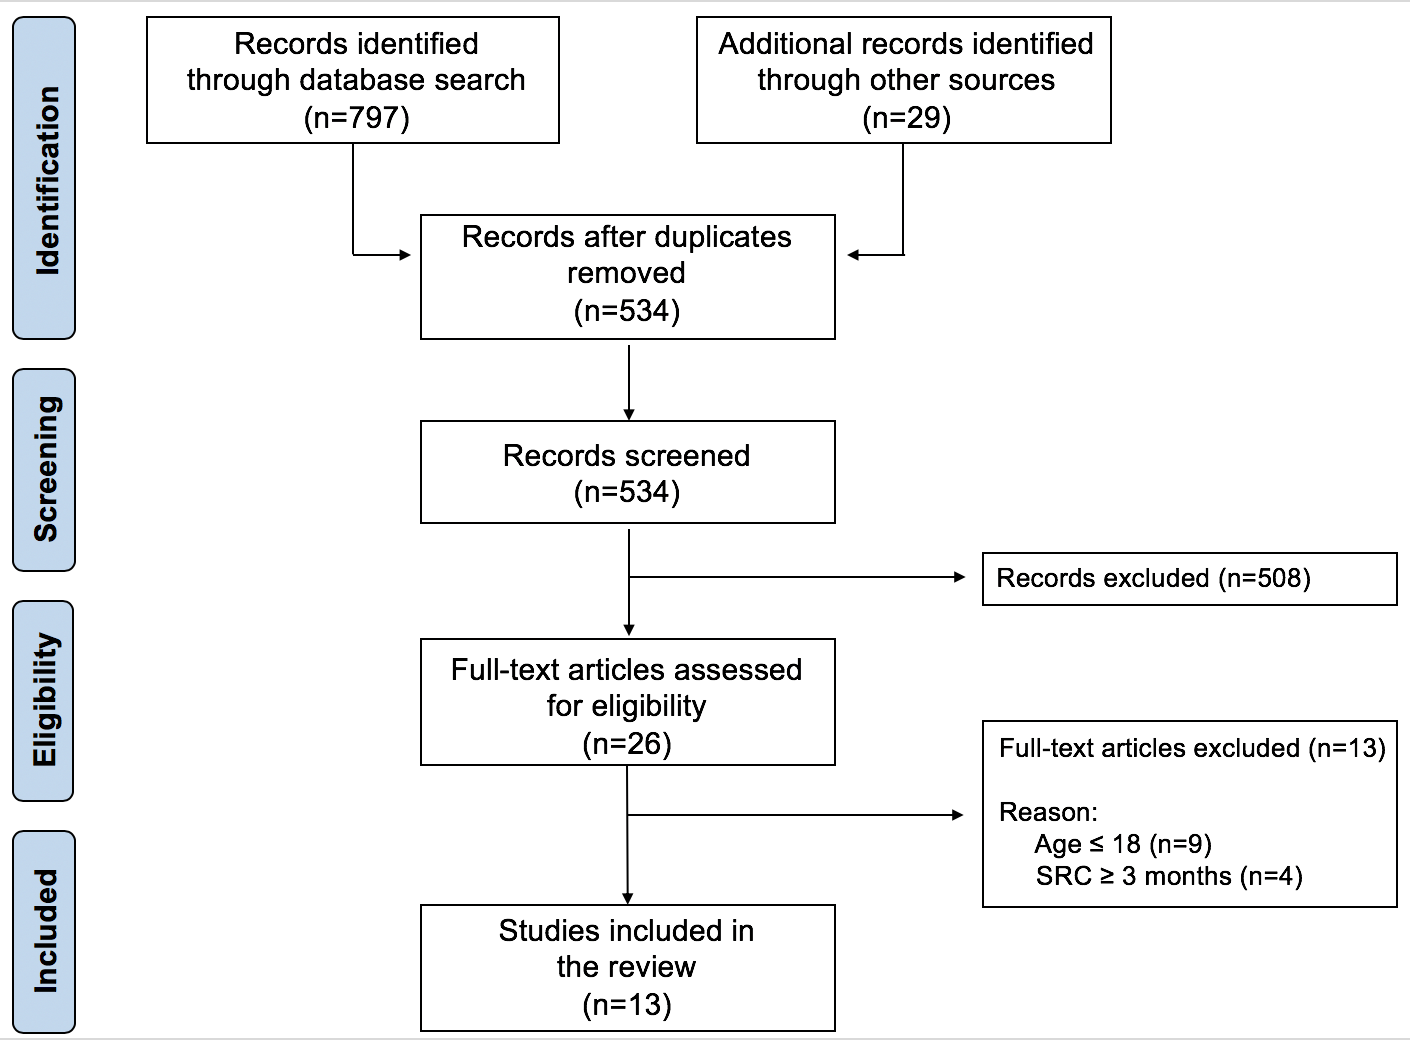 Identification
Records identified
through database search
(n=797)
Additional records identified
through other sources
(n=29)
Records after duplicates
removed
(n=534)
Screening
Records screened
(n=534)
Records excluded (n=508)
Eligibility
Full-text articles assessed
for eligibility
(n=26)
Full-text articles excluded (n=13)
Reason:
Age ≤ 18 (n=9)
SRC ≥ 3 months (n=4)
Included
Studies included in
the review
(n=13)